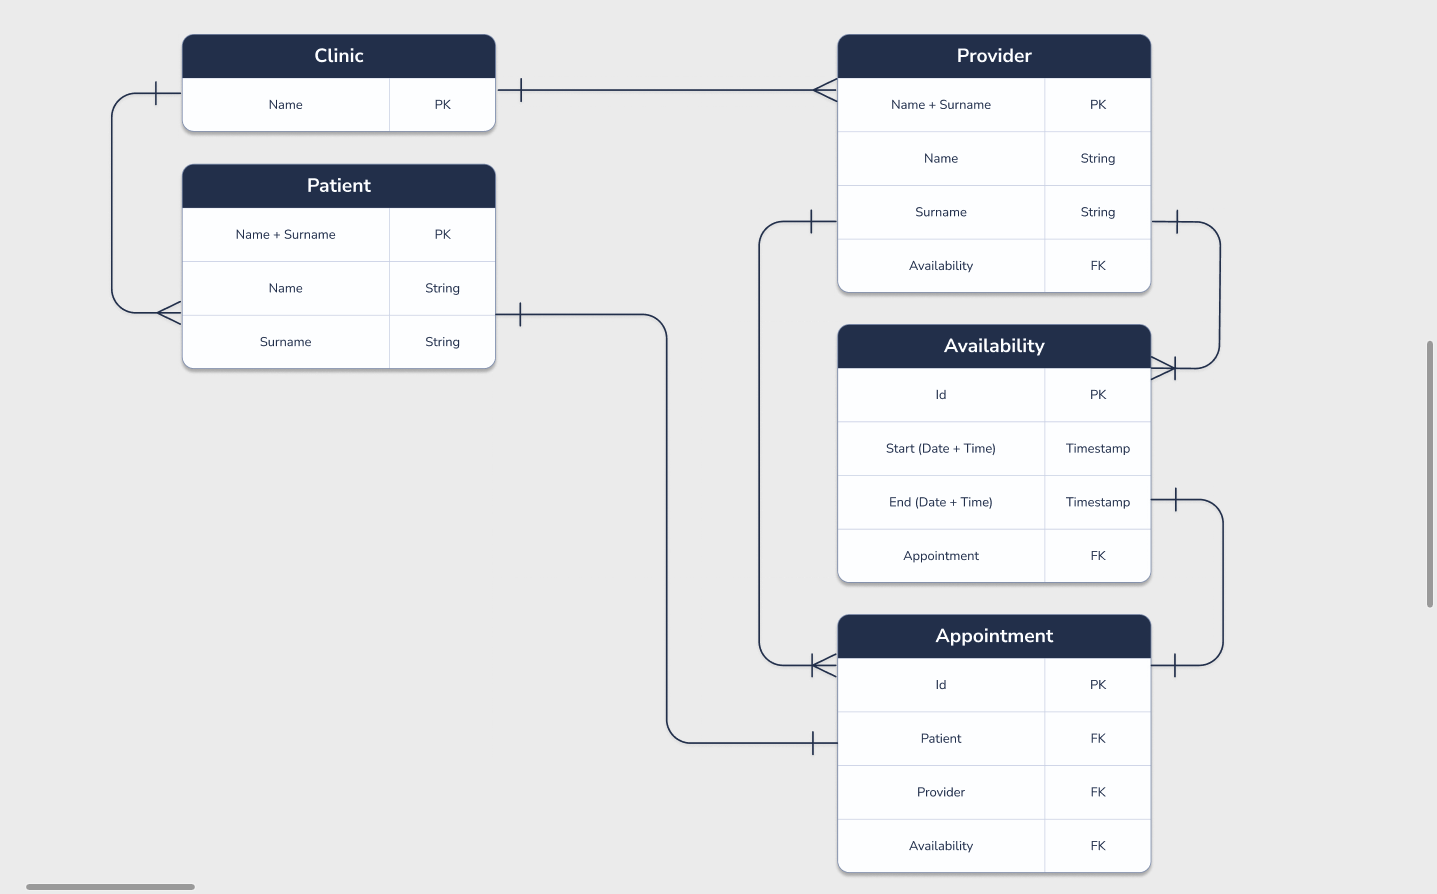 Clinic
Name PK
Patient
Name + Surname PK
Name String
Surname String
Provider
Name + Surname PK
Name String
Surname String
Availability FK
Availability
Id PK
Start (Date + Time) Timestamp
End (Date + Time) Timestamp
Appointment FK
Appointment
Id PK
Patient FK
Provider FK
Availability FK